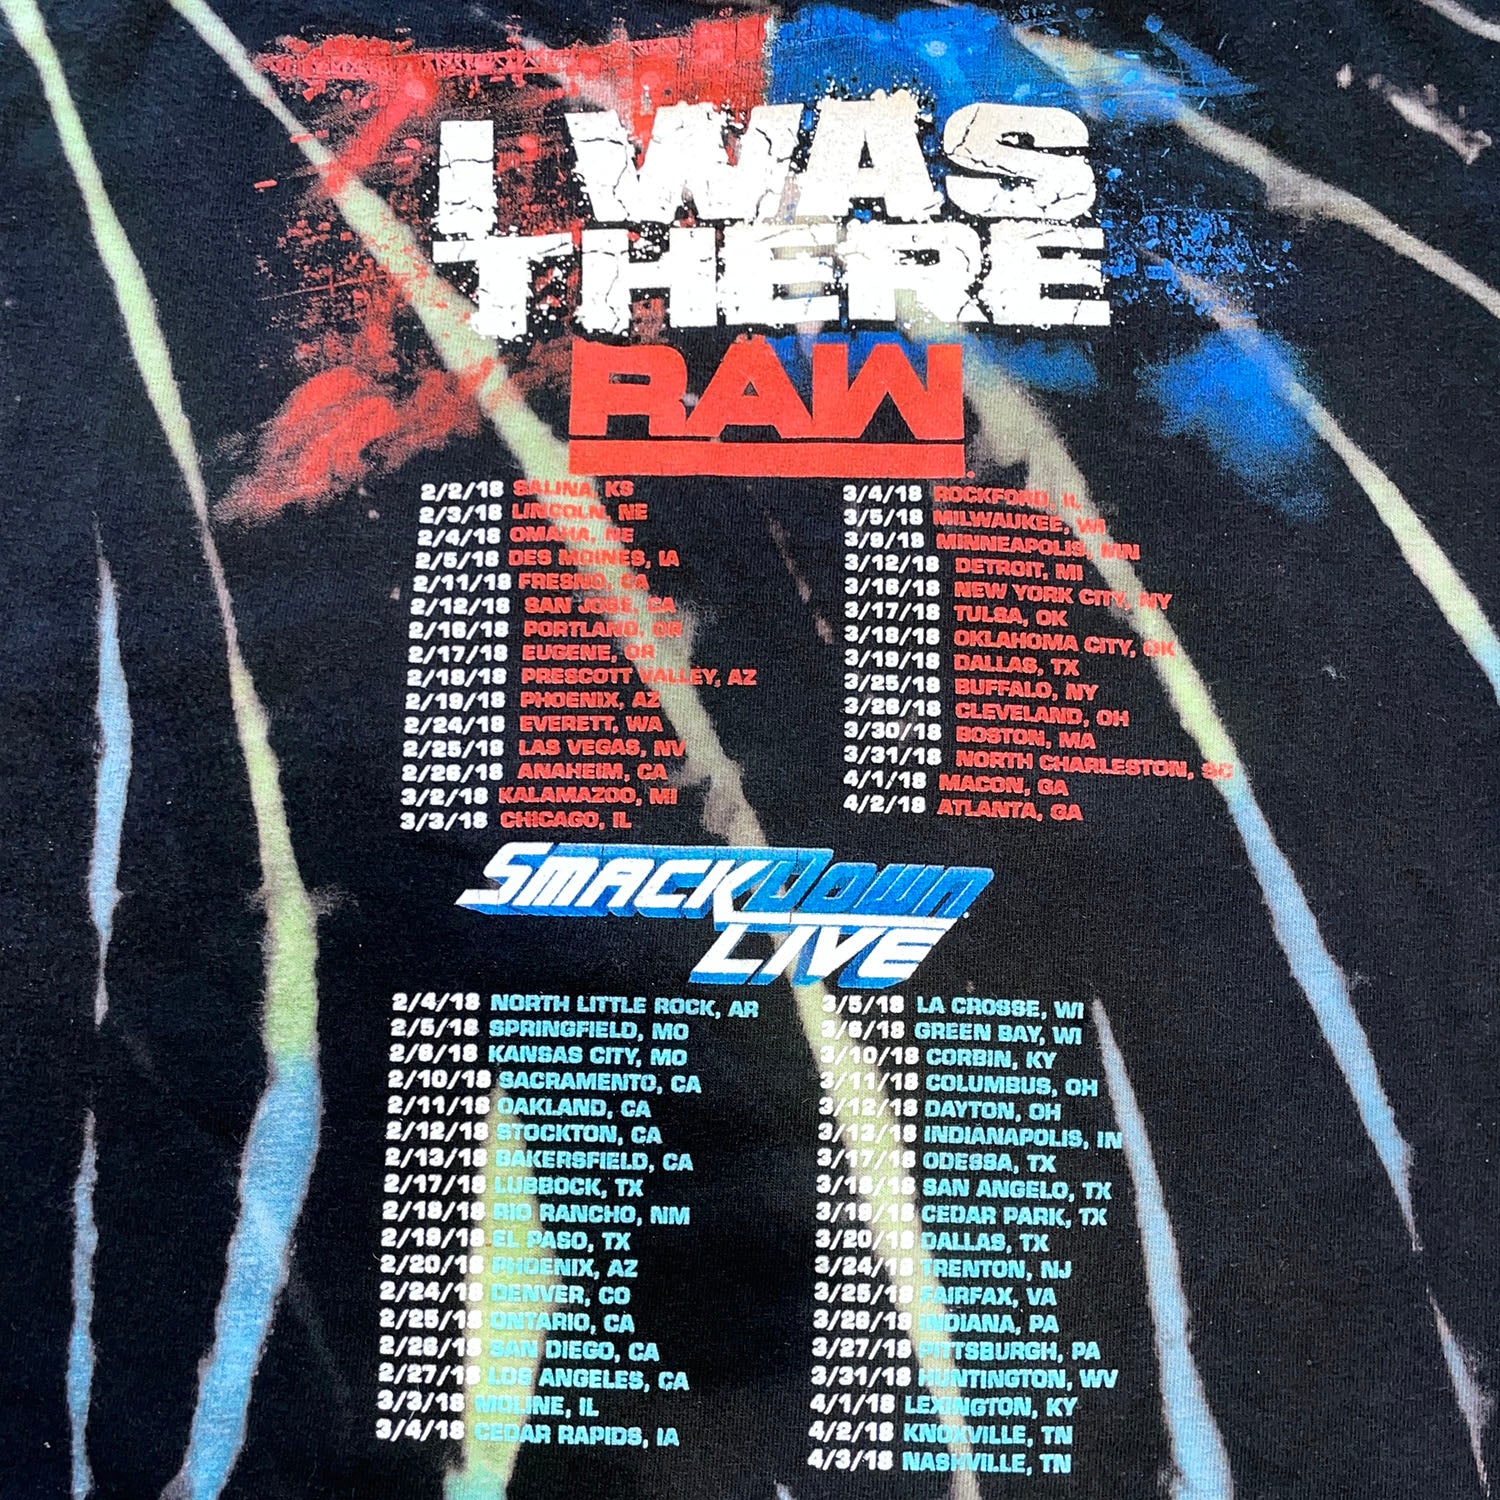 I WAS
THERE
RAW
2/2/18 SALINA, KS
2/3/18 LINCOLN, NE
2/4/18 OMAHA, NE
2/5/18 DES MOINES, IA
2/11/18 FRESNO, CA
2/12/18 SAN JOSE, CA
2/16/18 PORTLAND, OR
2/17/18 EUGENE, OR
2/18/18 PRESCOTT VALLEY, AZ
2/19/18 PHOENIX, AZ
2/24/18 EVERETT, WA
2/25/18 LAS VEGAS, NV
2/26/18 ANAHEIM, CA
3/2/18 KALAMAZOO, MI
3/3/18 CHICAGO, IL
3/4/18 ROCKFORD, IL
3/5/18 MILWAUKEE, WI
3/9/18 MINNEAPOLIS, MN
3/12/18 DETROIT, MI
3/16/18 NEW YORK CITY, NY
3/17/18 TULSA, OK
3/18/18 OKLAHOMA CITY, OK
3/19/18 DALLAS, TX
3/25/18 BUFFALO, NY
3/26/18 CLEVELAND, OH
3/30/18 BOSTON, MA
3/31/18 NORTH CHARLESTON, SC
4/1/18 MACON, GA
4/2/18 ATLANTA, GA
SMACKDOWN
LIVE
2/4/18 NORTH LITTLE ROCK, AR
2/5/18 SPRINGFIELD, MO
2/6/18 KANSAS CITY, MO
2/10/18 SACRAMENTO, CA
2/11/18 OAKLAND, CA
2/12/18 STOCKTON, CA
2/13/18 BAKERSFIELD, CA
2/17/18 LUBBOCK, TX
2/18/18 RIO RANCHO, NM
2/19/18 EL PASO, TX
2/20/18 PHOENIX, AZ
2/24/18 DENVER, CO
2/25/18 ONTARIO, CA
2/26/18 SAN DIEGO, CA
2/27/18 LOS ANGELES, CA
3/3/18 MOLINE, IL
3/4/18 CEDAR RAPIDS, IA
3/5/18 LA CROSSE, WI
3/6/18 GREEN BAY, WI
3/10/18 CORBIN, KY
3/11/18 COLUMBUS, OH
3/12/18 DAYTON, OH
3/13/18 INDIANAPOLIS, IN
3/17/18 ODESSA, TX
3/18/18 SAN ANGELO, TX
3/19/18 CEDAR PARK, TX
3/20/18 DALLAS, TX
3/24/18 TRENTON, NJ
3/25/18 FAIRFAX, VA
3/26/18 INDIANA, PA
3/27/18 PITTSBURGH, PA
3/31/18 HUNTINGTON, WV
4/1/18 LEXINGTON, KY
4/2/18 KNOXVILLE, TN
4/3/18 NASHVILLE, TN